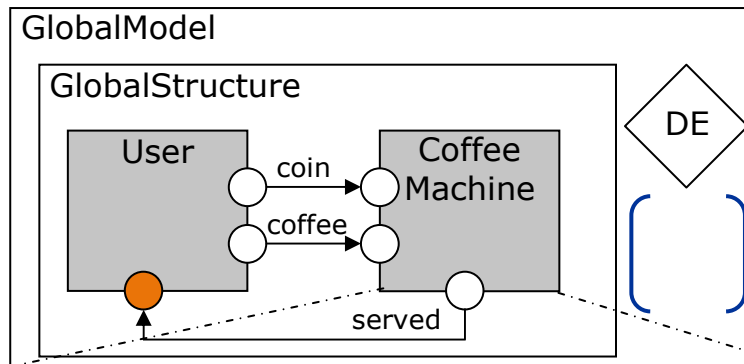 GlobalModel
GlobalStructure
User
Coffee
Machine
DE
coin
coffee
served